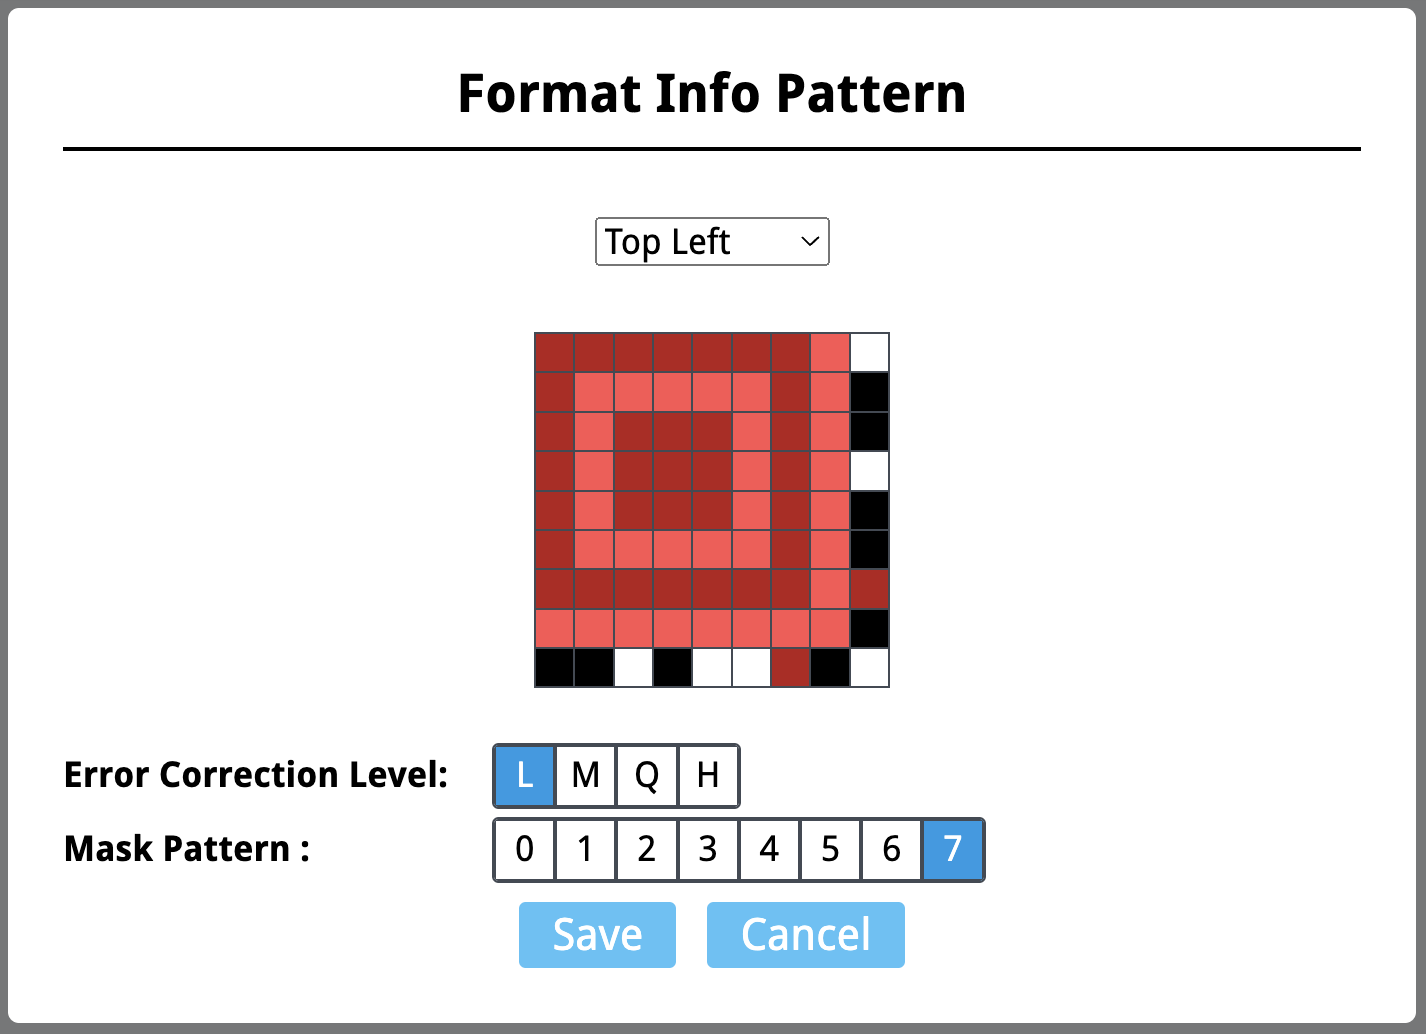 Format Info Pattern
Top Left
Error Correction Level: L M Q H
Mask Pattern : 0 1 2 3 4 5 6 7
Save Cancel